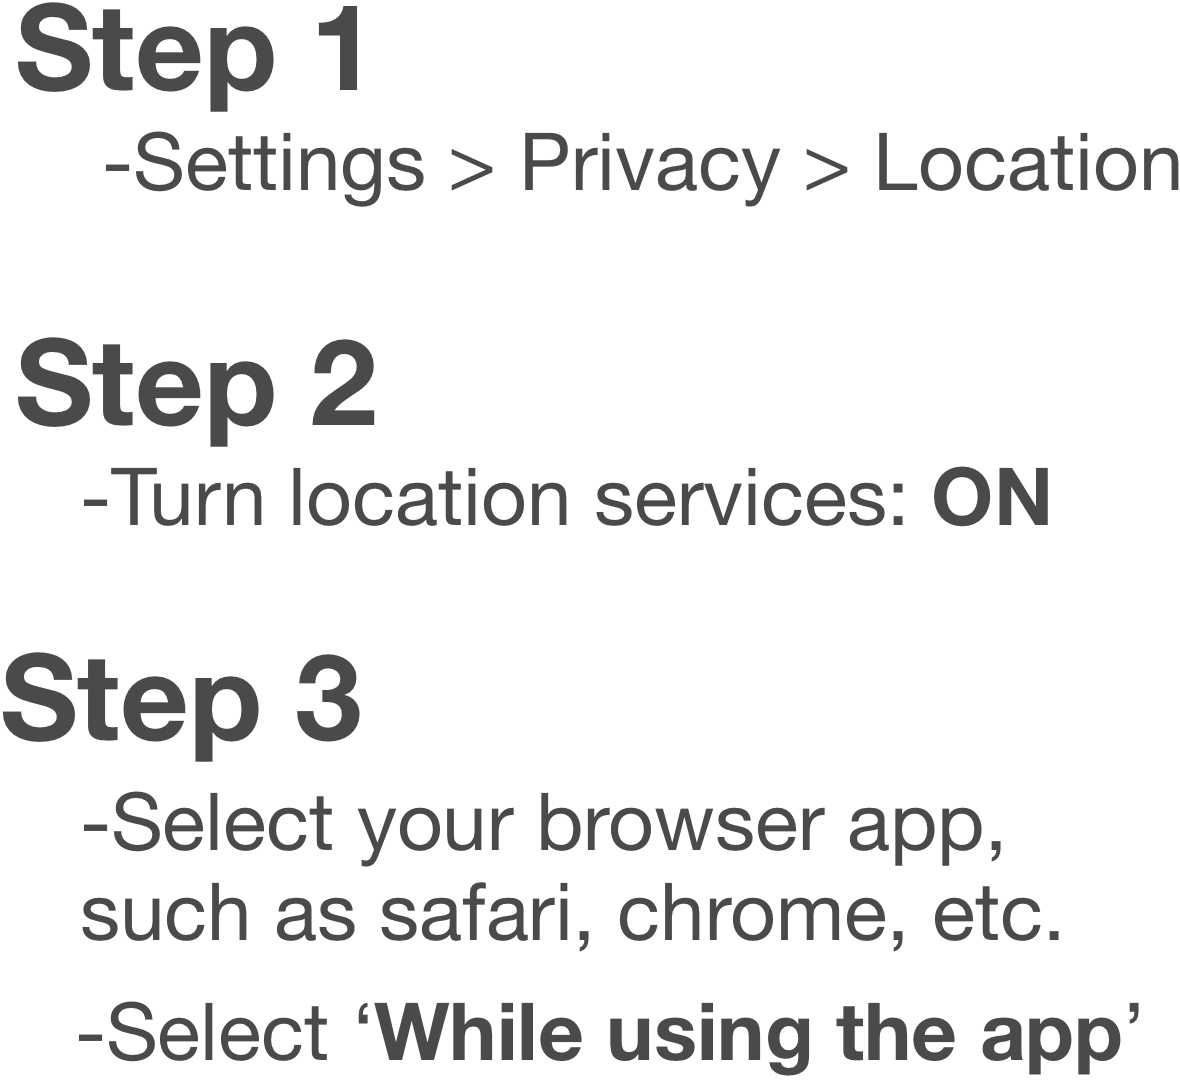 Step 1
-Settings > Privacy > Location
Step 2
-Turn location services: ON
Step 3
-Select your browser app,
such as safari, chrome, etc.
-Select ‘While using the app’